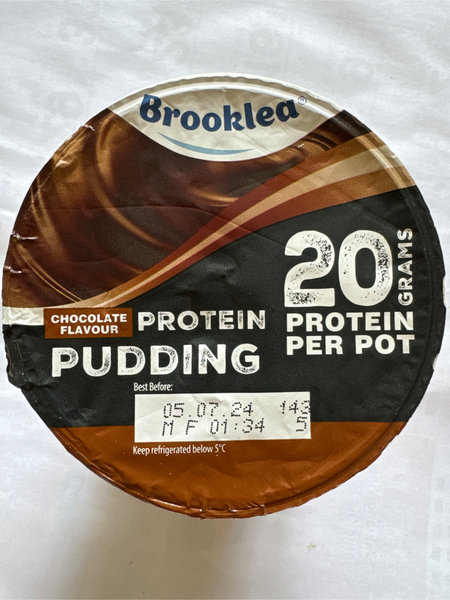 Brooklea®
20 GRAMS
PROTEIN
PER POT
CHOCOLATE
FLAVOUR
PROTEIN
PUDDING
Best Before:
05.07.24 143
M F 01:34 5
Keep refrigerated below 5°C